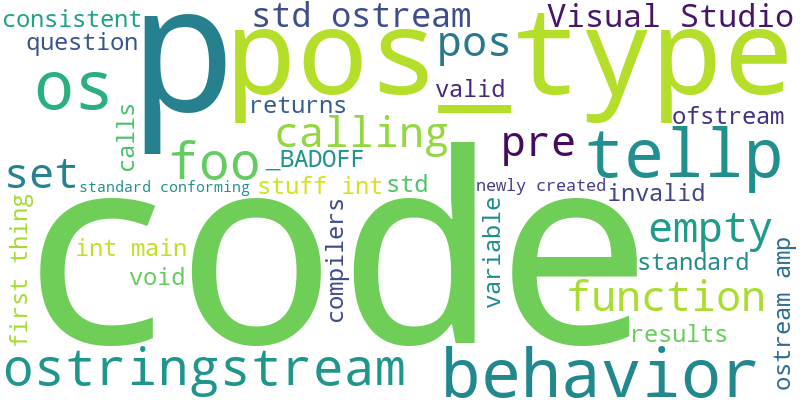 consistent
std ostream
Visual Studio
question
p
pos_type
pos
os
valid
returns
ofstream
calls
calling
pre
tellp
foo
_BADOFF
set
standard conforming
stuff int
std
newly created
invalid
first thing
code
int main
void
compilers
variable
empty
standard
ostream amp
function
results
ostringstream
behavior